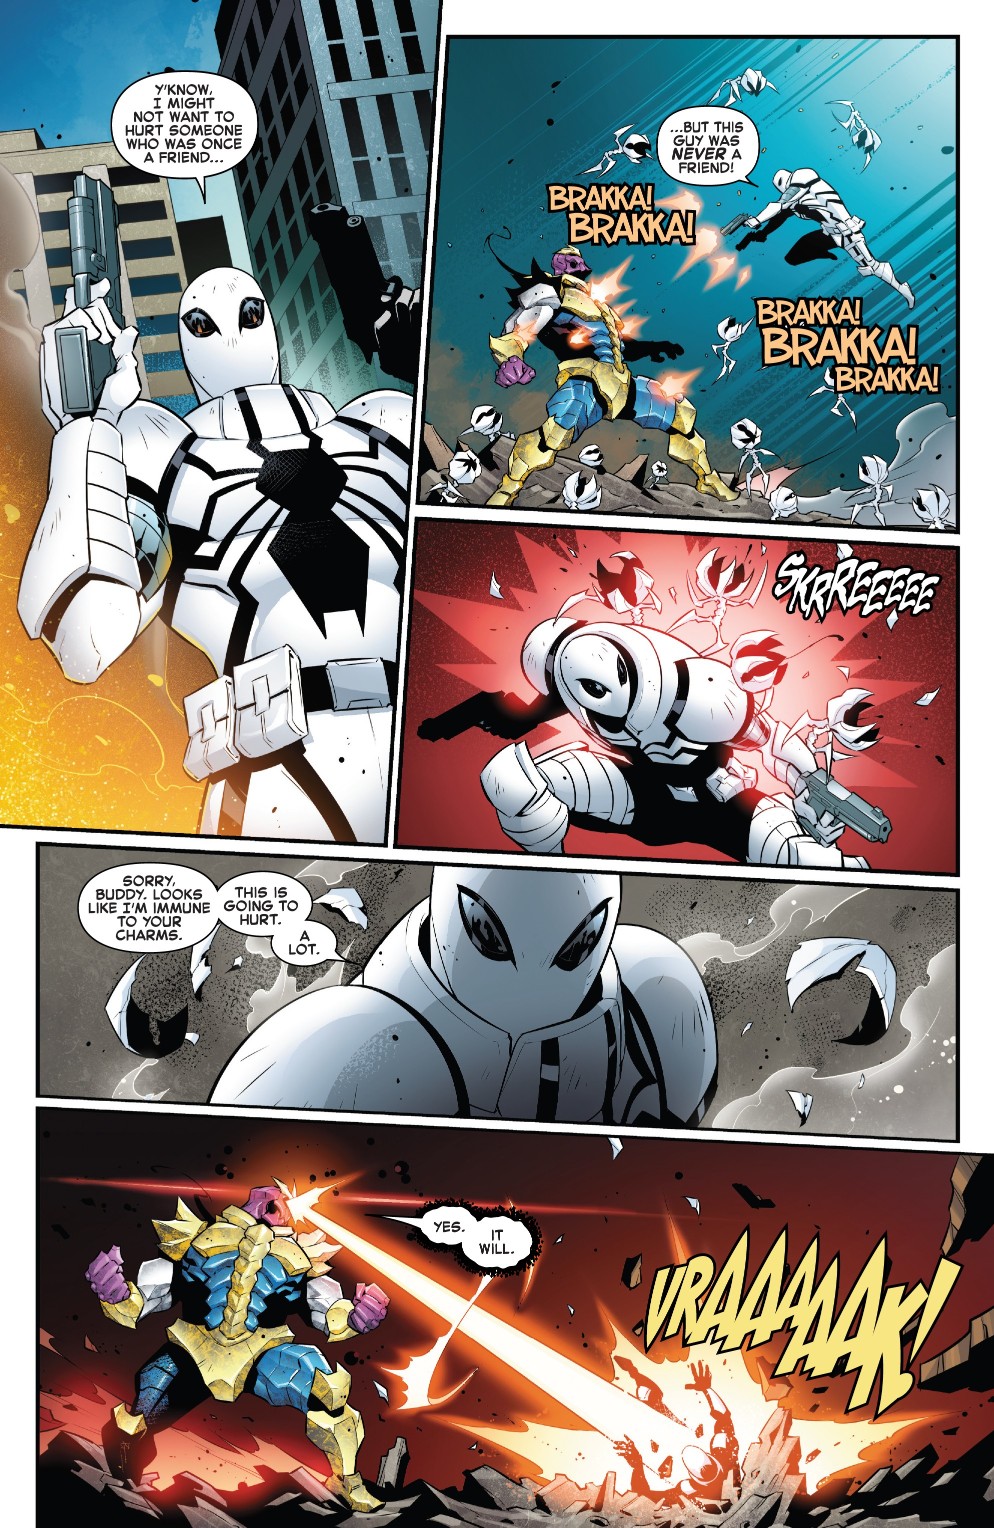 Y'KNOW,
I MIGHT
NOT WANT TO
HURT SOMEONE
WHO WAS ONCE
A FRIEND...
...BUT THIS
GUY WAS
NEVER A
FRIEND!
BRAKKA!
BRAKKA!
BRAKKA!
BRAKKA!
BRAKKA!
SKRREEEEE
SORRY,
BUDDY. LOOKS
LIKE I'M IMMUNE
TO YOUR
CHARMS.
THIS IS
GOING TO
HURT.
A
LOT.
YES.
IT
WILL.
VRAAAAAAK!